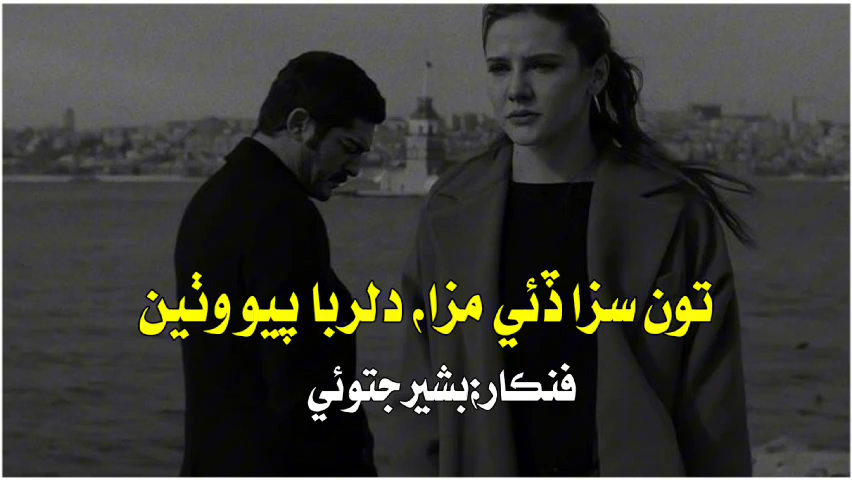 تون سزا ڏئي مزا۾ دلربا پيو وٺين
فنڪار؛بشير جتوئي